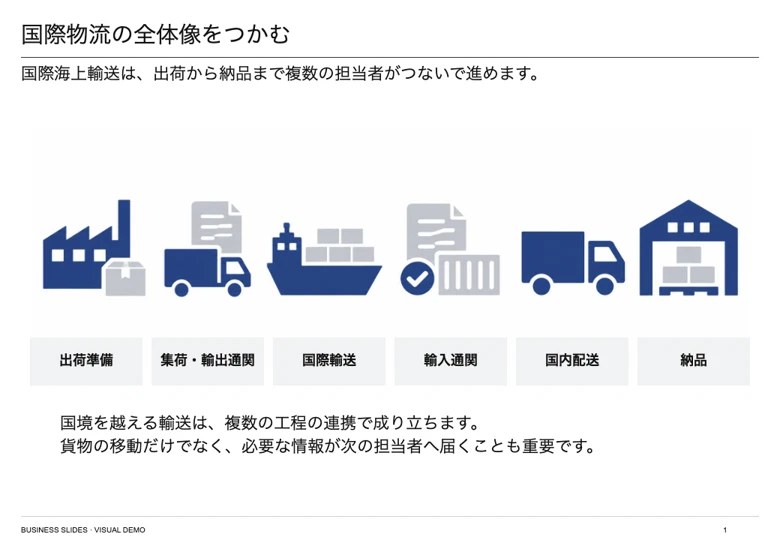 国際物流の全体像をつかむ
国際海上輸送は、出荷から納品まで複数の担当者がつないで進めます。
出荷準備
集荷・輸出通関
国際輸送
輸入通関
国内配送
納品
国境を越える輸送は、複数の工程の連携で成り立ちます。
貨物の移動だけでなく、必要な情報が次の担当者へ届くことも重要です。
BUSINESS SLIDES · VISUAL DEMO
1